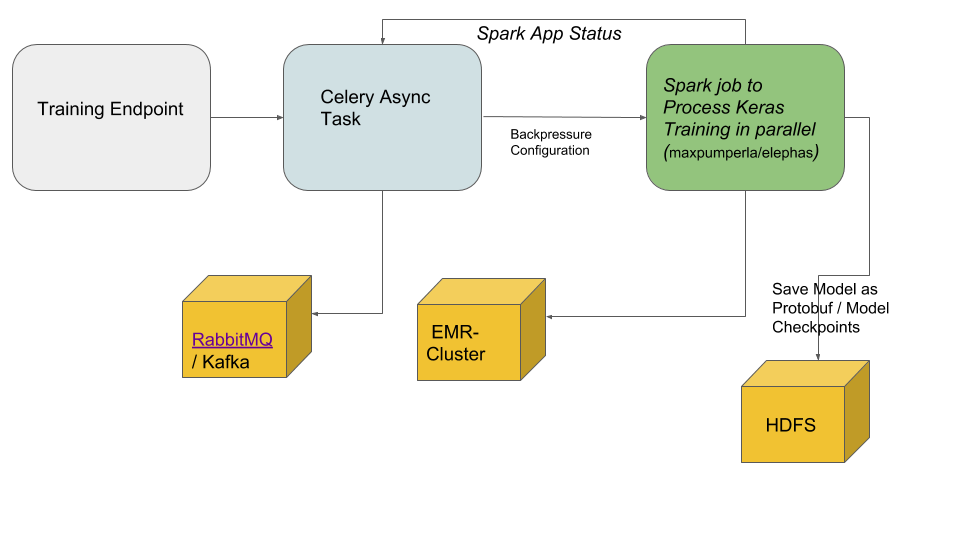 Spark App Status
Training Endpoint
Celery Async
Task
Backpressure
Configuration
Spark job to
Process Keras
Training in parallel
(maxpumperla/elephas)
RabbitMQ
/ Kafka
EMR-
Cluster
Save Model as
Protobuf / Model
Checkpoints
HDFS